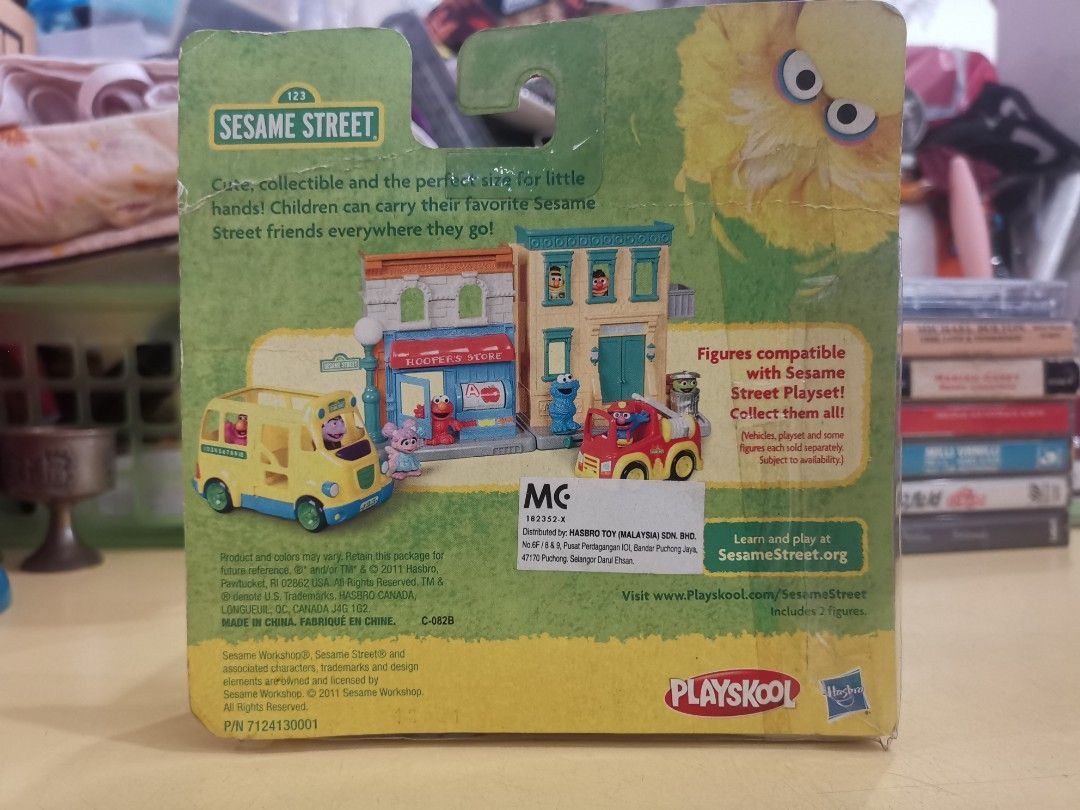 123
SESAME STREET
Cute, collectible and the perfect size for little
hands! Children can carry their favorite Sesame
Street friends everywhere they go!
SESAME STREET
HOOPER'S STORE
Figures compatible
with Sesame
Street Playset!
Collect them all!
(Vehicles, playset and some
figures each sold separately.
Subject to availability.)
MC
182352-X
Distributed by: HASBRO TOY (MALAYSIA) SDN. BHD.
No.6F / 8 & 9, Pusat Perdagangan IOI, Bandar Puchong Jaya,
47170 Puchong. Selangor Darul Ehsan.
Learn and play at
SesameStreet.org
Visit www.Playskool.com/SesameStreet
Includes 2 figures.
Product and colors may vary. Retain this package for
future reference. ®* and/or TM* & © 2011 Hasbro,
Pawtucket, RI 02862 USA. All Rights Reserved. TM &
® denote U.S. Trademarks. HASBRO CANADA,
LONGUEUIL, QC, CANADA J4G 1G2.
MADE IN CHINA. FABRIQUÉ EN CHINE. C-082B
Sesame Workshop®, Sesame Street® and
associated characters, trademarks and design
elements are owned and licensed by
Sesame Workshop. © 2011 Sesame Workshop.
All Rights Reserved.
P/N 7124130001
PLAYSKOOL
Hasbro
MILLI VANILLI